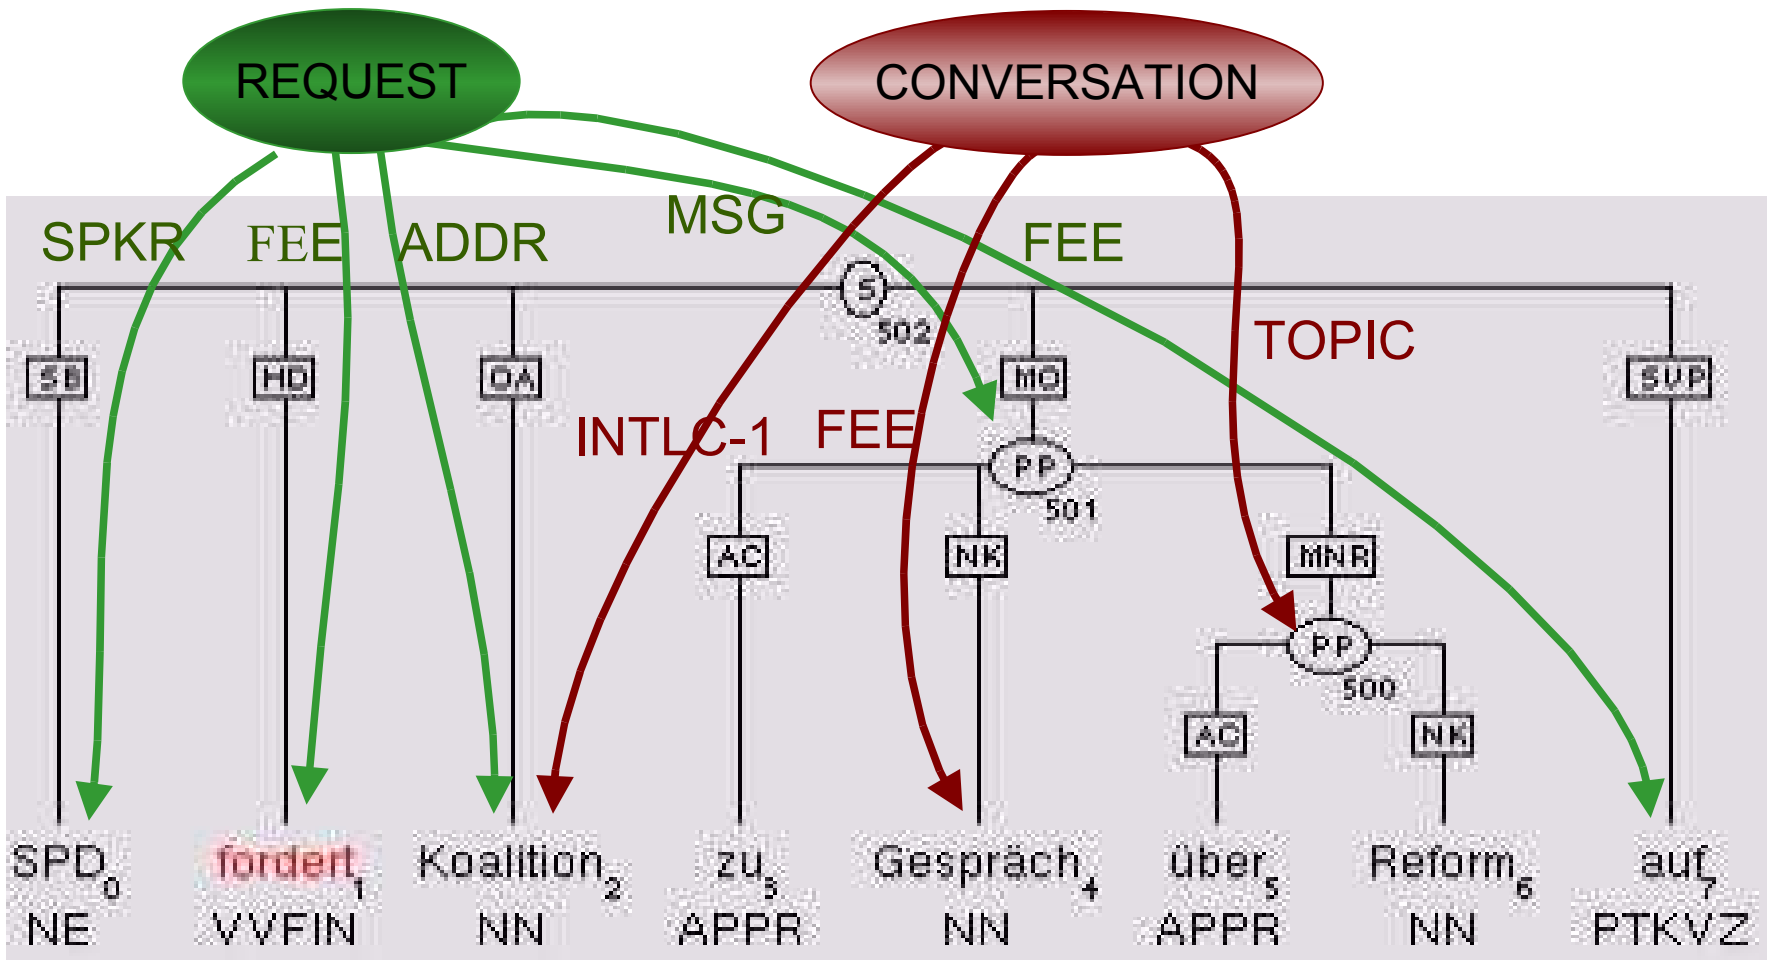 REQUEST CONVERSATION
SPKR FEE ADDR MSG FEE
S
502
TOPIC
SB HD OA MO SVP
INTLC-1 FEE
PP
501
AC NK MNR
PP
500
AC NK
SPD0 fordert1 Koalition2 zu3 Gespräch4 über5 Reform6 auf7
NE VVFIN NN APPR NN APPR NN PTKVZ